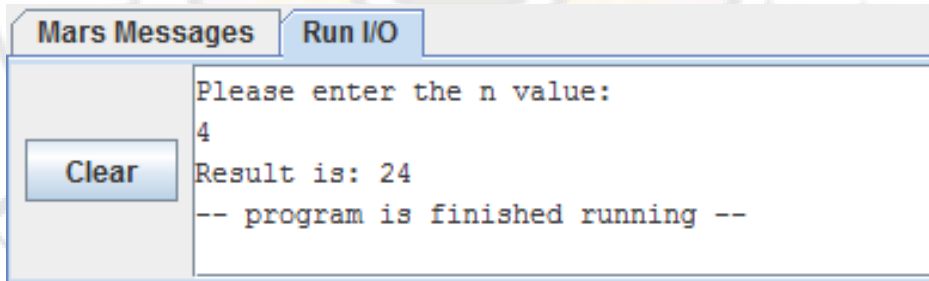 Mars Messages Run I/O
Please enter the n value:
4
Clear
Result is: 24
-- program is finished running --